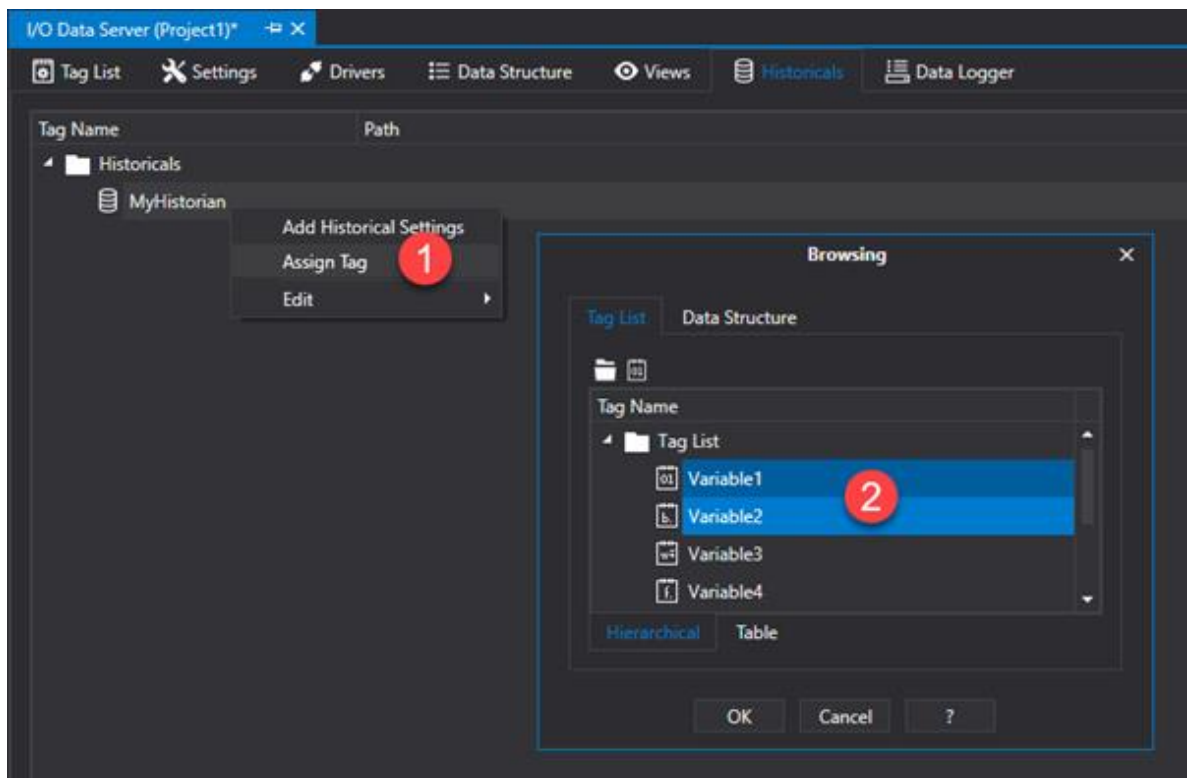 I/O Data Server (Project1)*
Tag List Settings Drivers Data Structure Views Historicals Data Logger
Tag Name Path
Historicals
MyHistorian
Add Historical Settings
Assign Tag 1
Edit
Browsing
Tag List Data Structure
Tag Name
Tag List
Variable1
2
Variable2
Variable3
Variable4
Hierarchical Table
OK Cancel ?